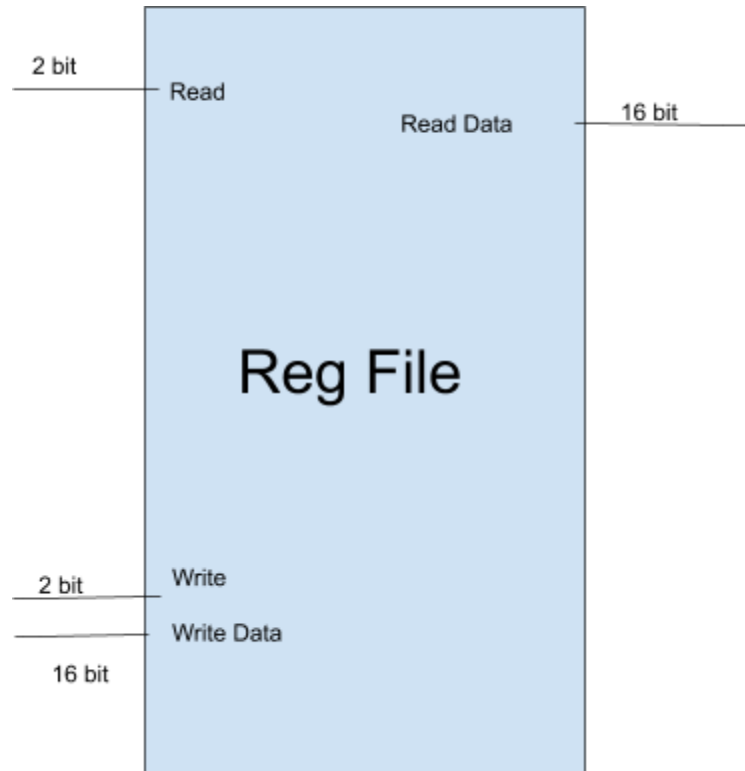 2 bit
Read
Read Data
16 bit
Reg File
2 bit
Write
Write Data
16 bit